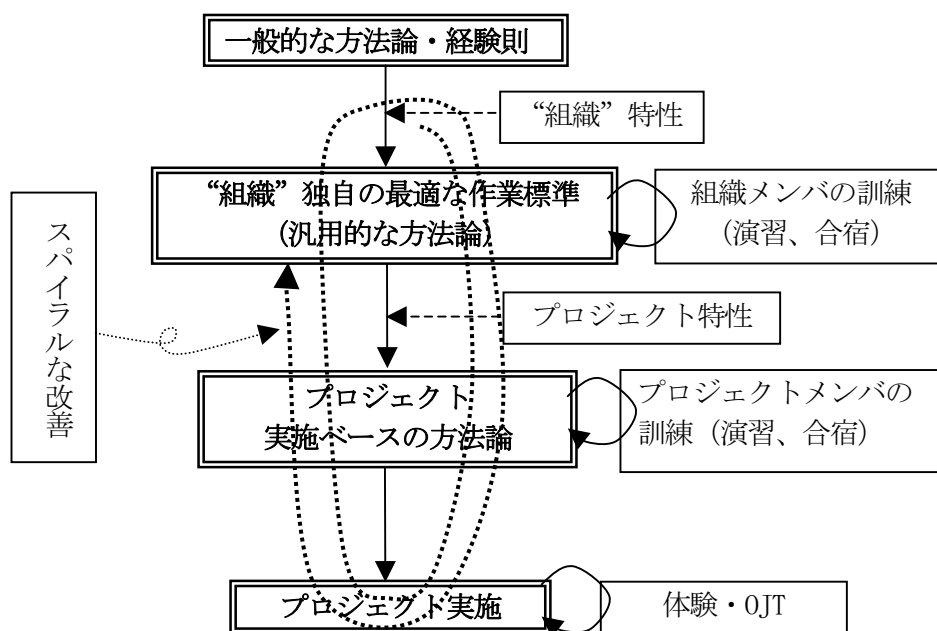 一般的な方法論・経験則
“組織”特性
“組織”独自の最適な作業標準
（汎用的な方法論）
組織メンバの訓練
（演習、合宿）
スパイラルな改善
プロジェクト特性
プロジェクト
実施ベースの方法論
プロジェクトメンバの
訓練（演習、合宿）
プロジェクト実施
体験・OJT